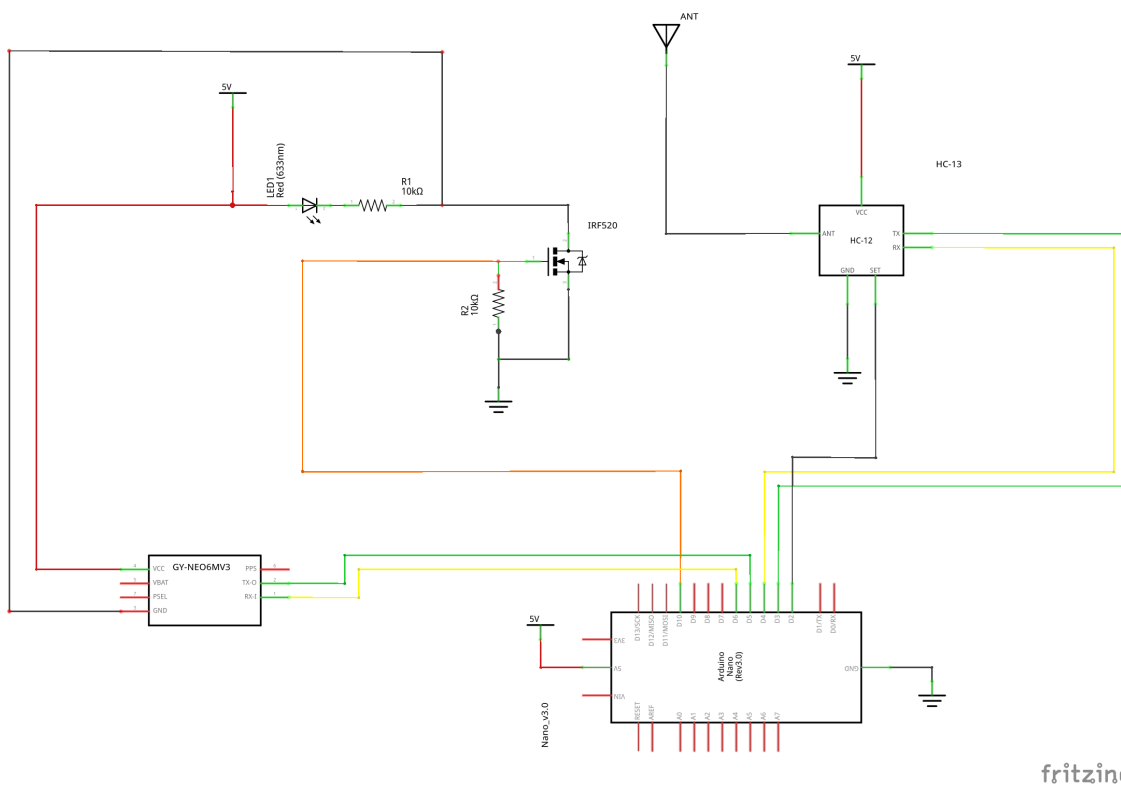 ANT
5V
5V
HC-13
LED1
Red (633nm)
R1
10kΩ
IRF520
VCC
ANT
HC-12
TX
RX
GND
SET
R2
10kΩ
GY-NEO6MV3
VCC
VBAT
PSEL
GND
PPS
TX-O
RX-I
5V
D13/SCK
D12/MISO
D11/MOSI
D10
D9
D8
D7
D6
D5
D4
D3
D2
D1/TX
D0/RX
3V3
5V
VIN
Arduino
Nano
(Rev3.0)
GND
Nano_v3.0
RESET
AREF
A0
A1
A2
A3
A4
A5
A6
A7